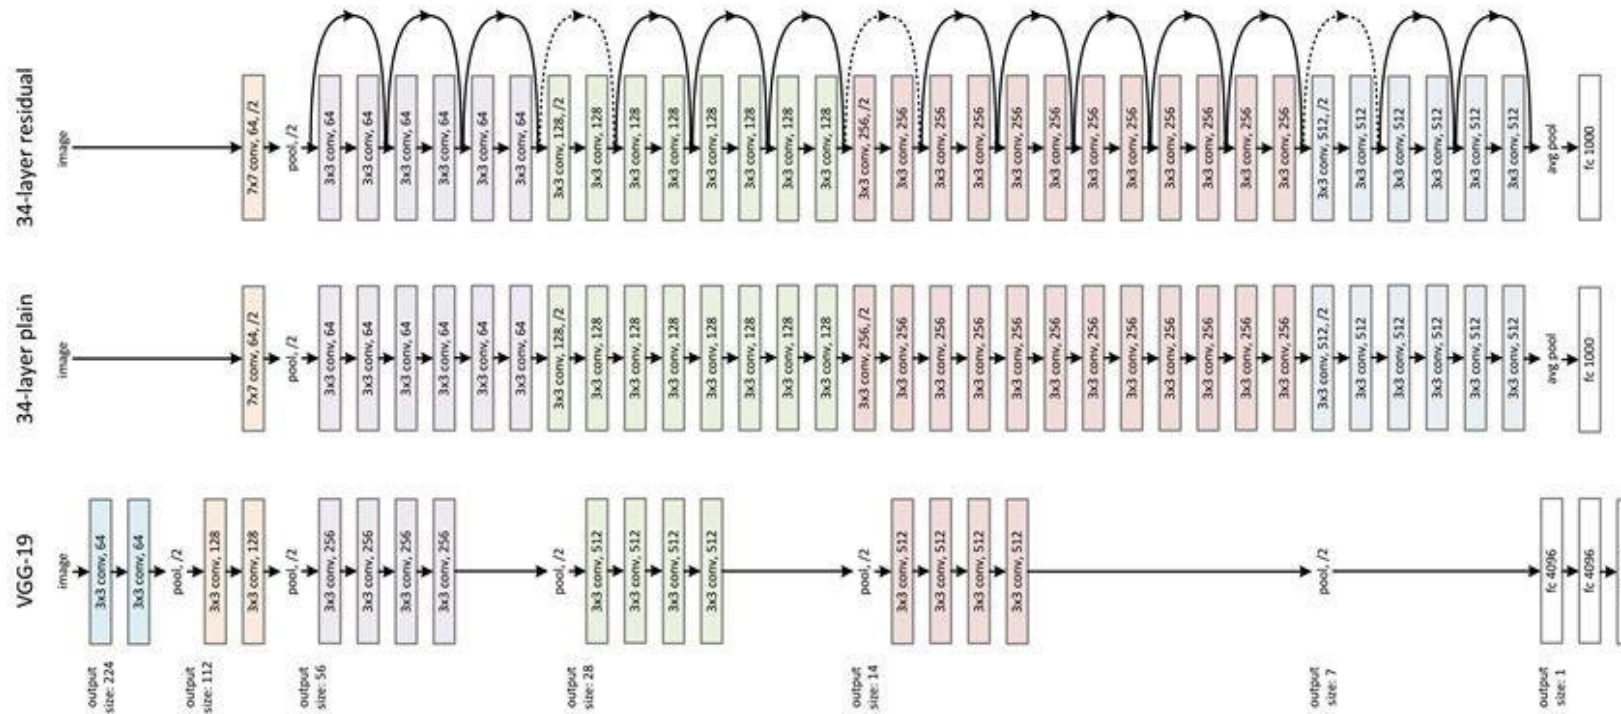 VGG-19
image
3x3 conv, 64
3x3 conv, 64
pool, /2
3x3 conv, 128
3x3 conv, 128
pool, /2
3x3 conv, 256
3x3 conv, 256
3x3 conv, 256
3x3 conv, 256
pool, /2
3x3 conv, 512
3x3 conv, 512
3x3 conv, 512
3x3 conv, 512
pool, /2
3x3 conv, 512
3x3 conv, 512
3x3 conv, 512
3x3 conv, 512
pool, /2
fc 4096
fc 4096
output
size: 224
output
size: 112
output
size: 56
output
size: 28
output
size: 14
output
size: 7
output
size: 1
34-layer plain
image
7x7 conv, 64, /2
pool, /2
3x3 conv, 64
3x3 conv, 64
3x3 conv, 64
3x3 conv, 64
3x3 conv, 64
3x3 conv, 64
3x3 conv, 128, /2
3x3 conv, 128
3x3 conv, 128
3x3 conv, 128
3x3 conv, 128
3x3 conv, 128
3x3 conv, 128
3x3 conv, 128
3x3 conv, 256, /2
3x3 conv, 256
3x3 conv, 256
3x3 conv, 256
3x3 conv, 256
3x3 conv, 256
3x3 conv, 256
3x3 conv, 256
3x3 conv, 256
3x3 conv, 256
3x3 conv, 256
3x3 conv, 256
3x3 conv, 512, /2
3x3 conv, 512
3x3 conv, 512
3x3 conv, 512
3x3 conv, 512
3x3 conv, 512
avg pool
fc 1000
34-layer residual
image
7x7 conv, 64, /2
pool, /2
3x3 conv, 64
3x3 conv, 64
3x3 conv, 64
3x3 conv, 64
3x3 conv, 64
3x3 conv, 64
3x3 conv, 128, /2
3x3 conv, 128
3x3 conv, 128
3x3 conv, 128
3x3 conv, 128
3x3 conv, 128
3x3 conv, 128
3x3 conv, 128
3x3 conv, 256, /2
3x3 conv, 256
3x3 conv, 256
3x3 conv, 256
3x3 conv, 256
3x3 conv, 256
3x3 conv, 256
3x3 conv, 256
3x3 conv, 256
3x3 conv, 256
3x3 conv, 256
3x3 conv, 256
3x3 conv, 512, /2
3x3 conv, 512
3x3 conv, 512
3x3 conv, 512
3x3 conv, 512
3x3 conv, 512
avg pool
fc 1000